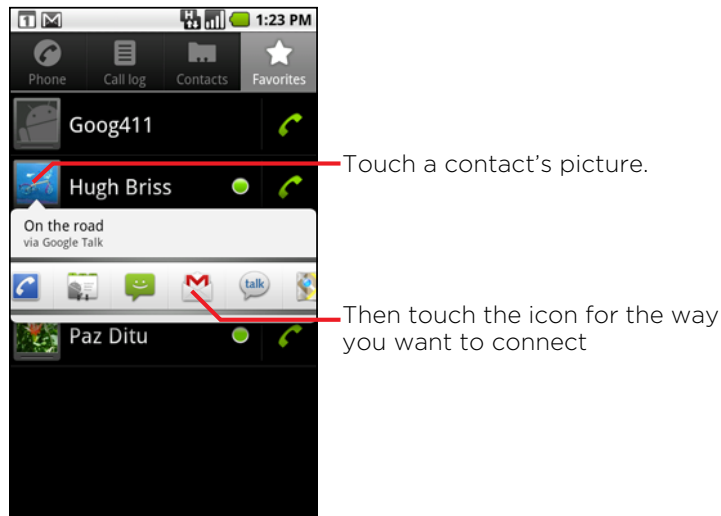 1 1:23 PM
Phone Call log Contacts Favorites
Goog411
Hugh Briss
Touch a contact's picture.
On the road
via Google Talk
talk
Then touch the icon for the way
you want to connect
Paz Ditu